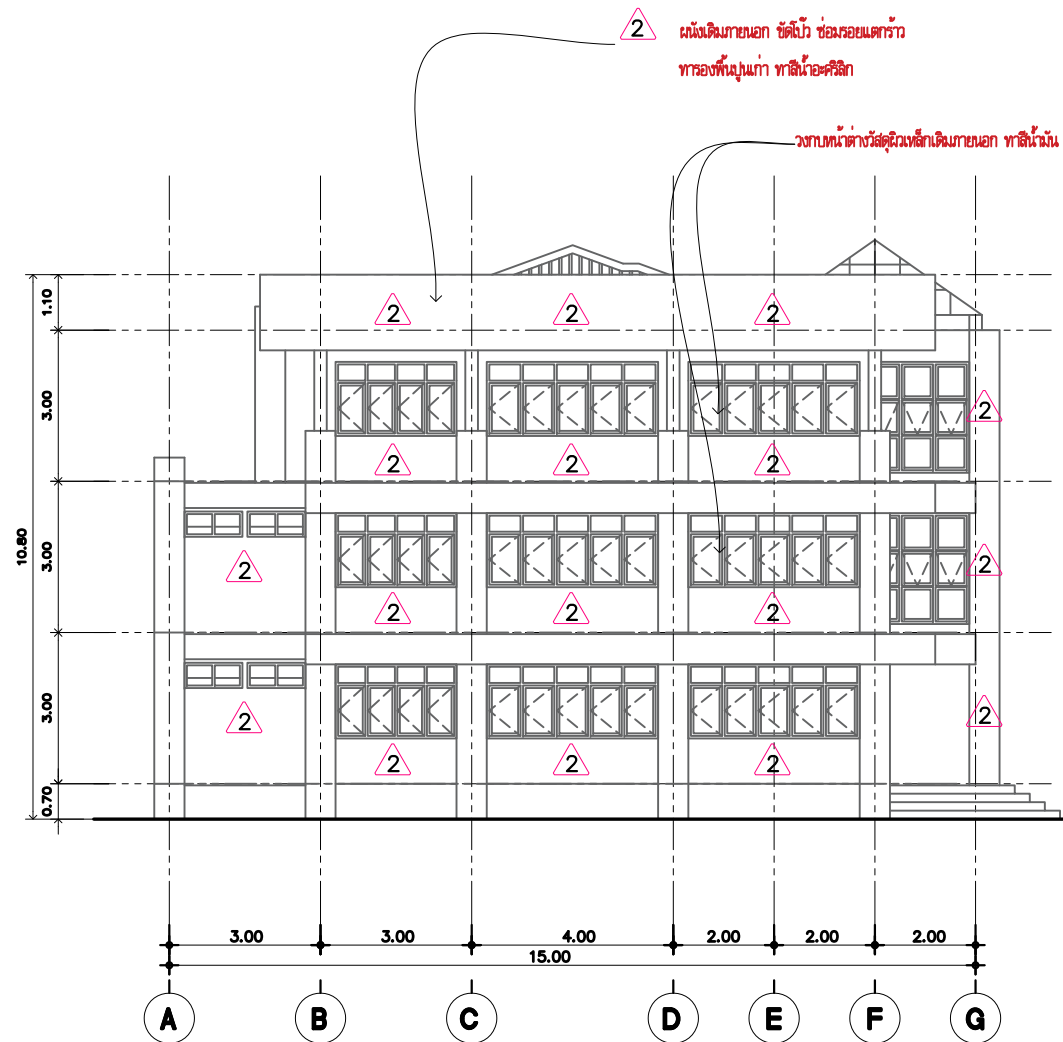 2 ผนังเดิมภายนอก ขัดโป๊ว ซ่อมรอยแตกร้าว
ทารองพื้นปูนเก่า ทาสีน้ำอะคริลิก
วงกบหน้าต่างวัสดุผิวเหล็กเดิมภายนอก ทาสีน้ำมัน
1.10
2 2 2
3.00
2
2 2 2
10.80
3.00
2 2
2 2 2
3.00
2 2
2 2 2
0.70
3.00 3.00 4.00 2.00 2.00 2.00
15.00
A B C D E F G